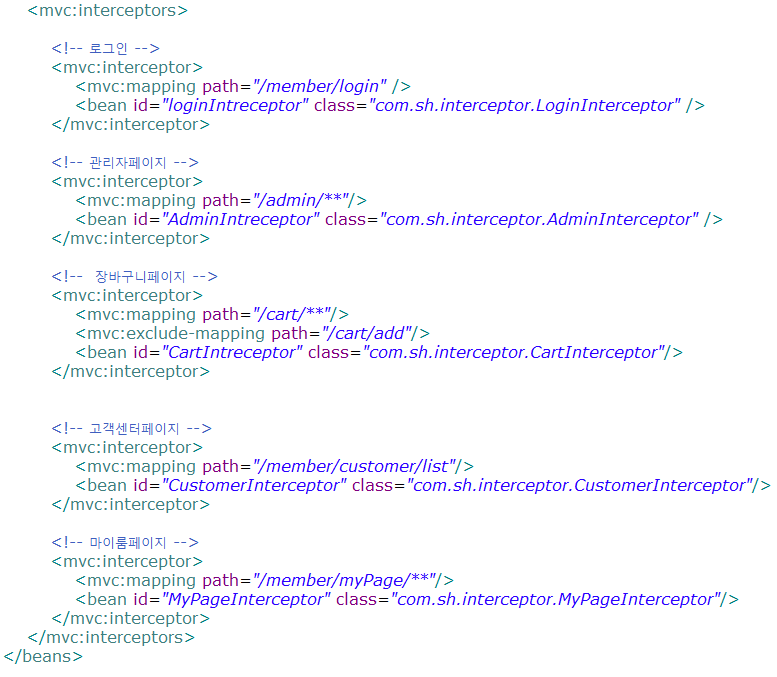 <mvc:interceptors>
<!-- 로그인 -->
<mvc:interceptor>
<mvc:mapping path="/member/login" />
<bean id="loginIntreceptor" class="com.sh.interceptor.LoginInterceptor" />
</mvc:interceptor>
<!-- 관리자페이지 -->
<mvc:interceptor>
<mvc:mapping path="/admin/**"/>
<bean id="AdminIntreceptor" class="com.sh.interceptor.AdminInterceptor" />
</mvc:interceptor>
<!-- 장바구니페이지 -->
<mvc:interceptor>
<mvc:mapping path="/cart/**"/>
<mvc:exclude-mapping path="/cart/add"/>
<bean id="CartIntreceptor" class="com.sh.interceptor.CartInterceptor"/>
</mvc:interceptor>
<!-- 고객센터페이지 -->
<mvc:interceptor>
<mvc:mapping path="/member/customer/list"/>
<bean id="CustomerInterceptor" class="com.sh.interceptor.CustomerInterceptor"/>
</mvc:interceptor>
<!-- 마이룸페이지 -->
<mvc:interceptor>
<mvc:mapping path="/member/myPage/**"/>
<bean id="MyPageInterceptor" class="com.sh.interceptor.MyPageInterceptor"/>
</mvc:interceptor>
</mvc:interceptors>
</beans>